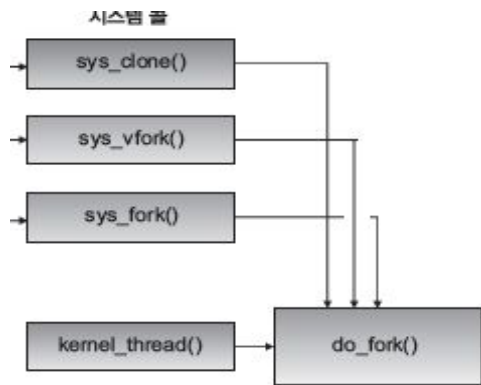 시스템 콜
sys_clone()
sys_vfork()
sys_fork()
kernel_thread()
do_fork()